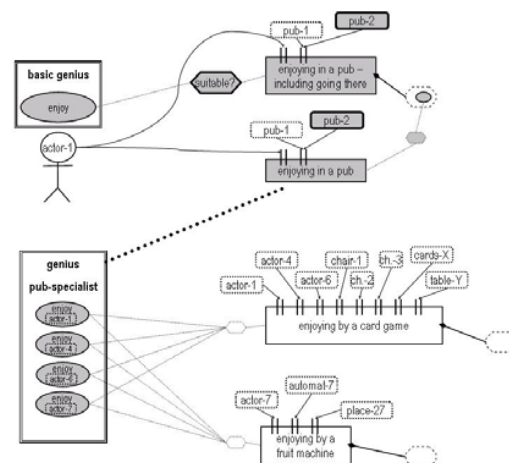 pub-2
pub-1
enjoying in a pub –
including going there
suitable?
basic genius
enjoy
pub-2
pub-1
actor-1
enjoying in a pub
genius
pub-specialist
enjoy
actor-1
enjoy
actor-4
enjoy
actor-6
enjoy
actor-7
actor-4
chair-1
ch.-3
cards-X
actor-1
actor-6
ch.-2
table-Y
enjoying by a card game
automat-7
actor-7
place-27
enjoying by a
fruit machine